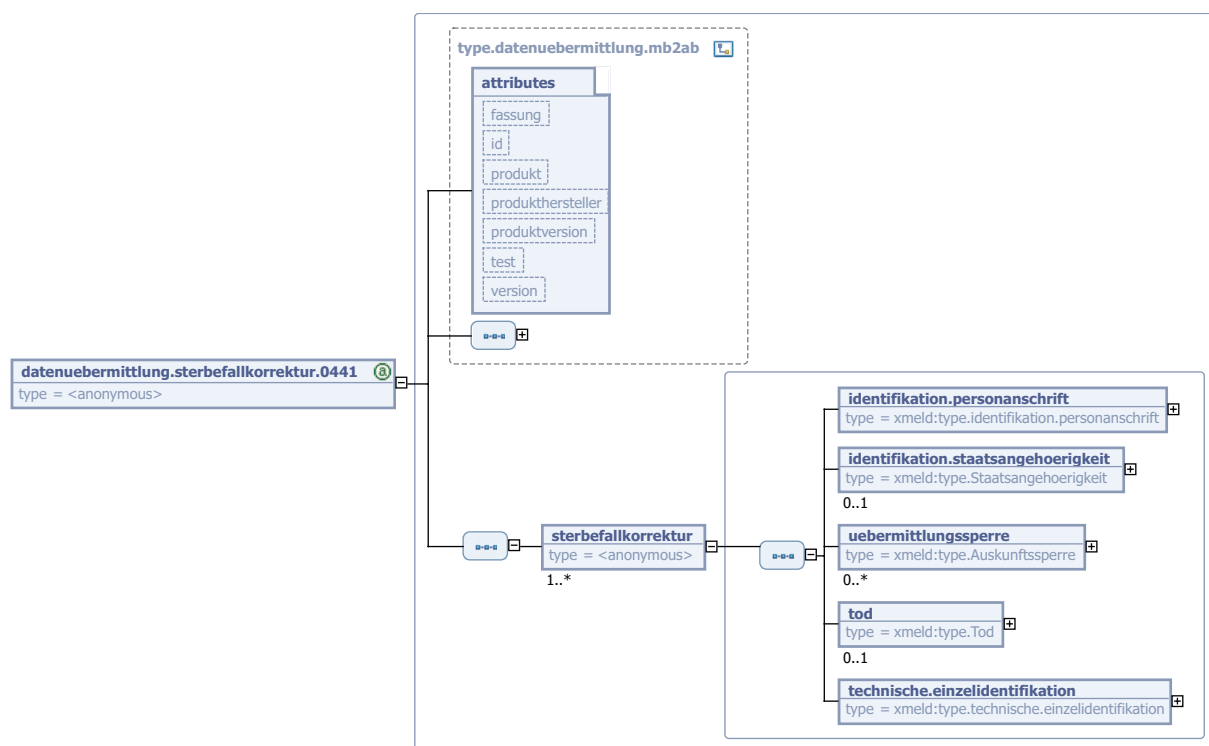 type.datenuebermittlung.mb2ab
attributes
fassung
id
produkt
produkthersteller
produktversion
test
version
datenuebermittlung.sterbefallkorrektur.0441 a
type = <anonymous>
sterbefallkorrektur
type = <anonymous>
1..*
identifikation.personanschrift
type = xmeld:type.identifikation.personanschrift
identifikation.staatsangehoerigkeit
type = xmeld:type.Staatsangehoerigkeit
0..1
uebermittlungssperre
type = xmeld:type.Auskunftssperre
0..*
tod
type = xmeld:type.Tod
0..1
technische.einzelidentifikation
type = xmeld:type.technische.einzelidentifikation